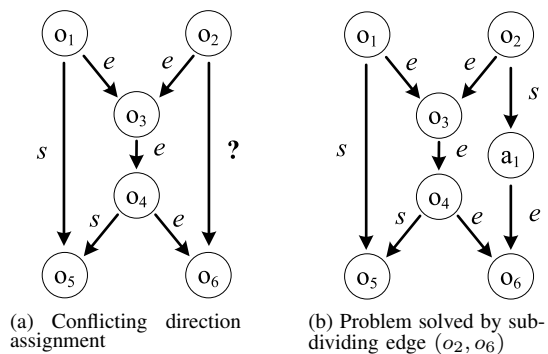 o1 o2 o1 o2
e e e e
s
o3 o3
s ? s a1
e e
o4 o4 e
s e s e
o5 o6 o5 o6
(a) Conflicting direction assignment
(b) Problem solved by sub-
dividing edge (o2, o6)